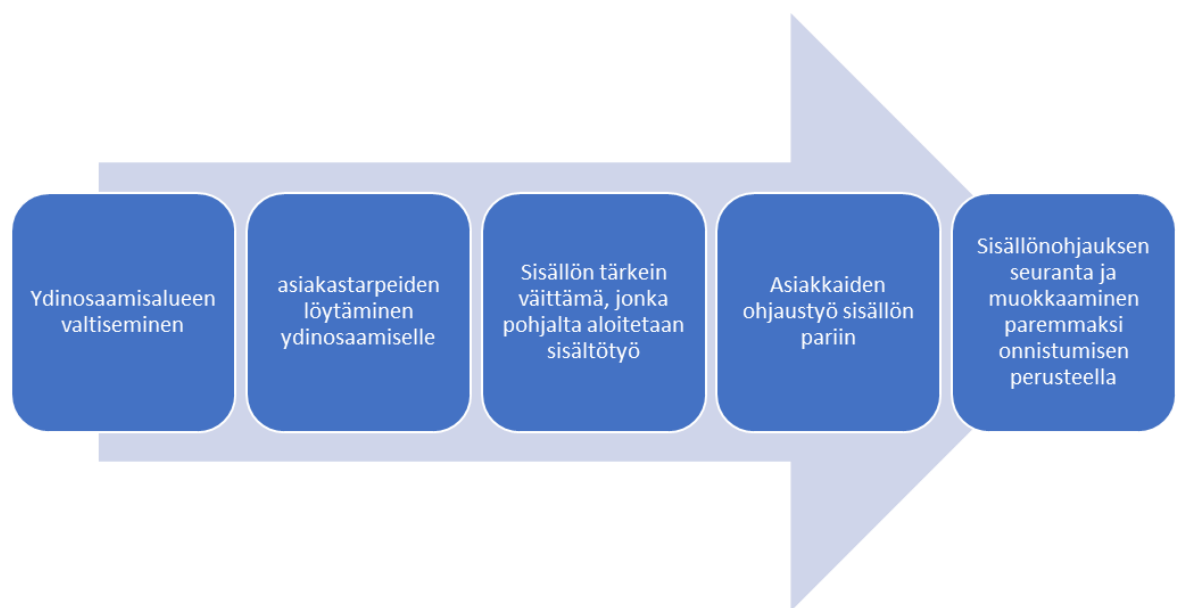 Ydinosaamisalueen
valtiseminen
asiakastarpeiden
löytäminen
ydinosaamiselle
Sisällön tärkein
väittämä, jonka
pohjalta aloitetaan
sisältötyö
Asiakkaiden
ohjaustyö sisällön
pariin
Sisällönohjauksen
seuranta ja
muokkaaminen
paremmaksi
onnistumisen
perusteella